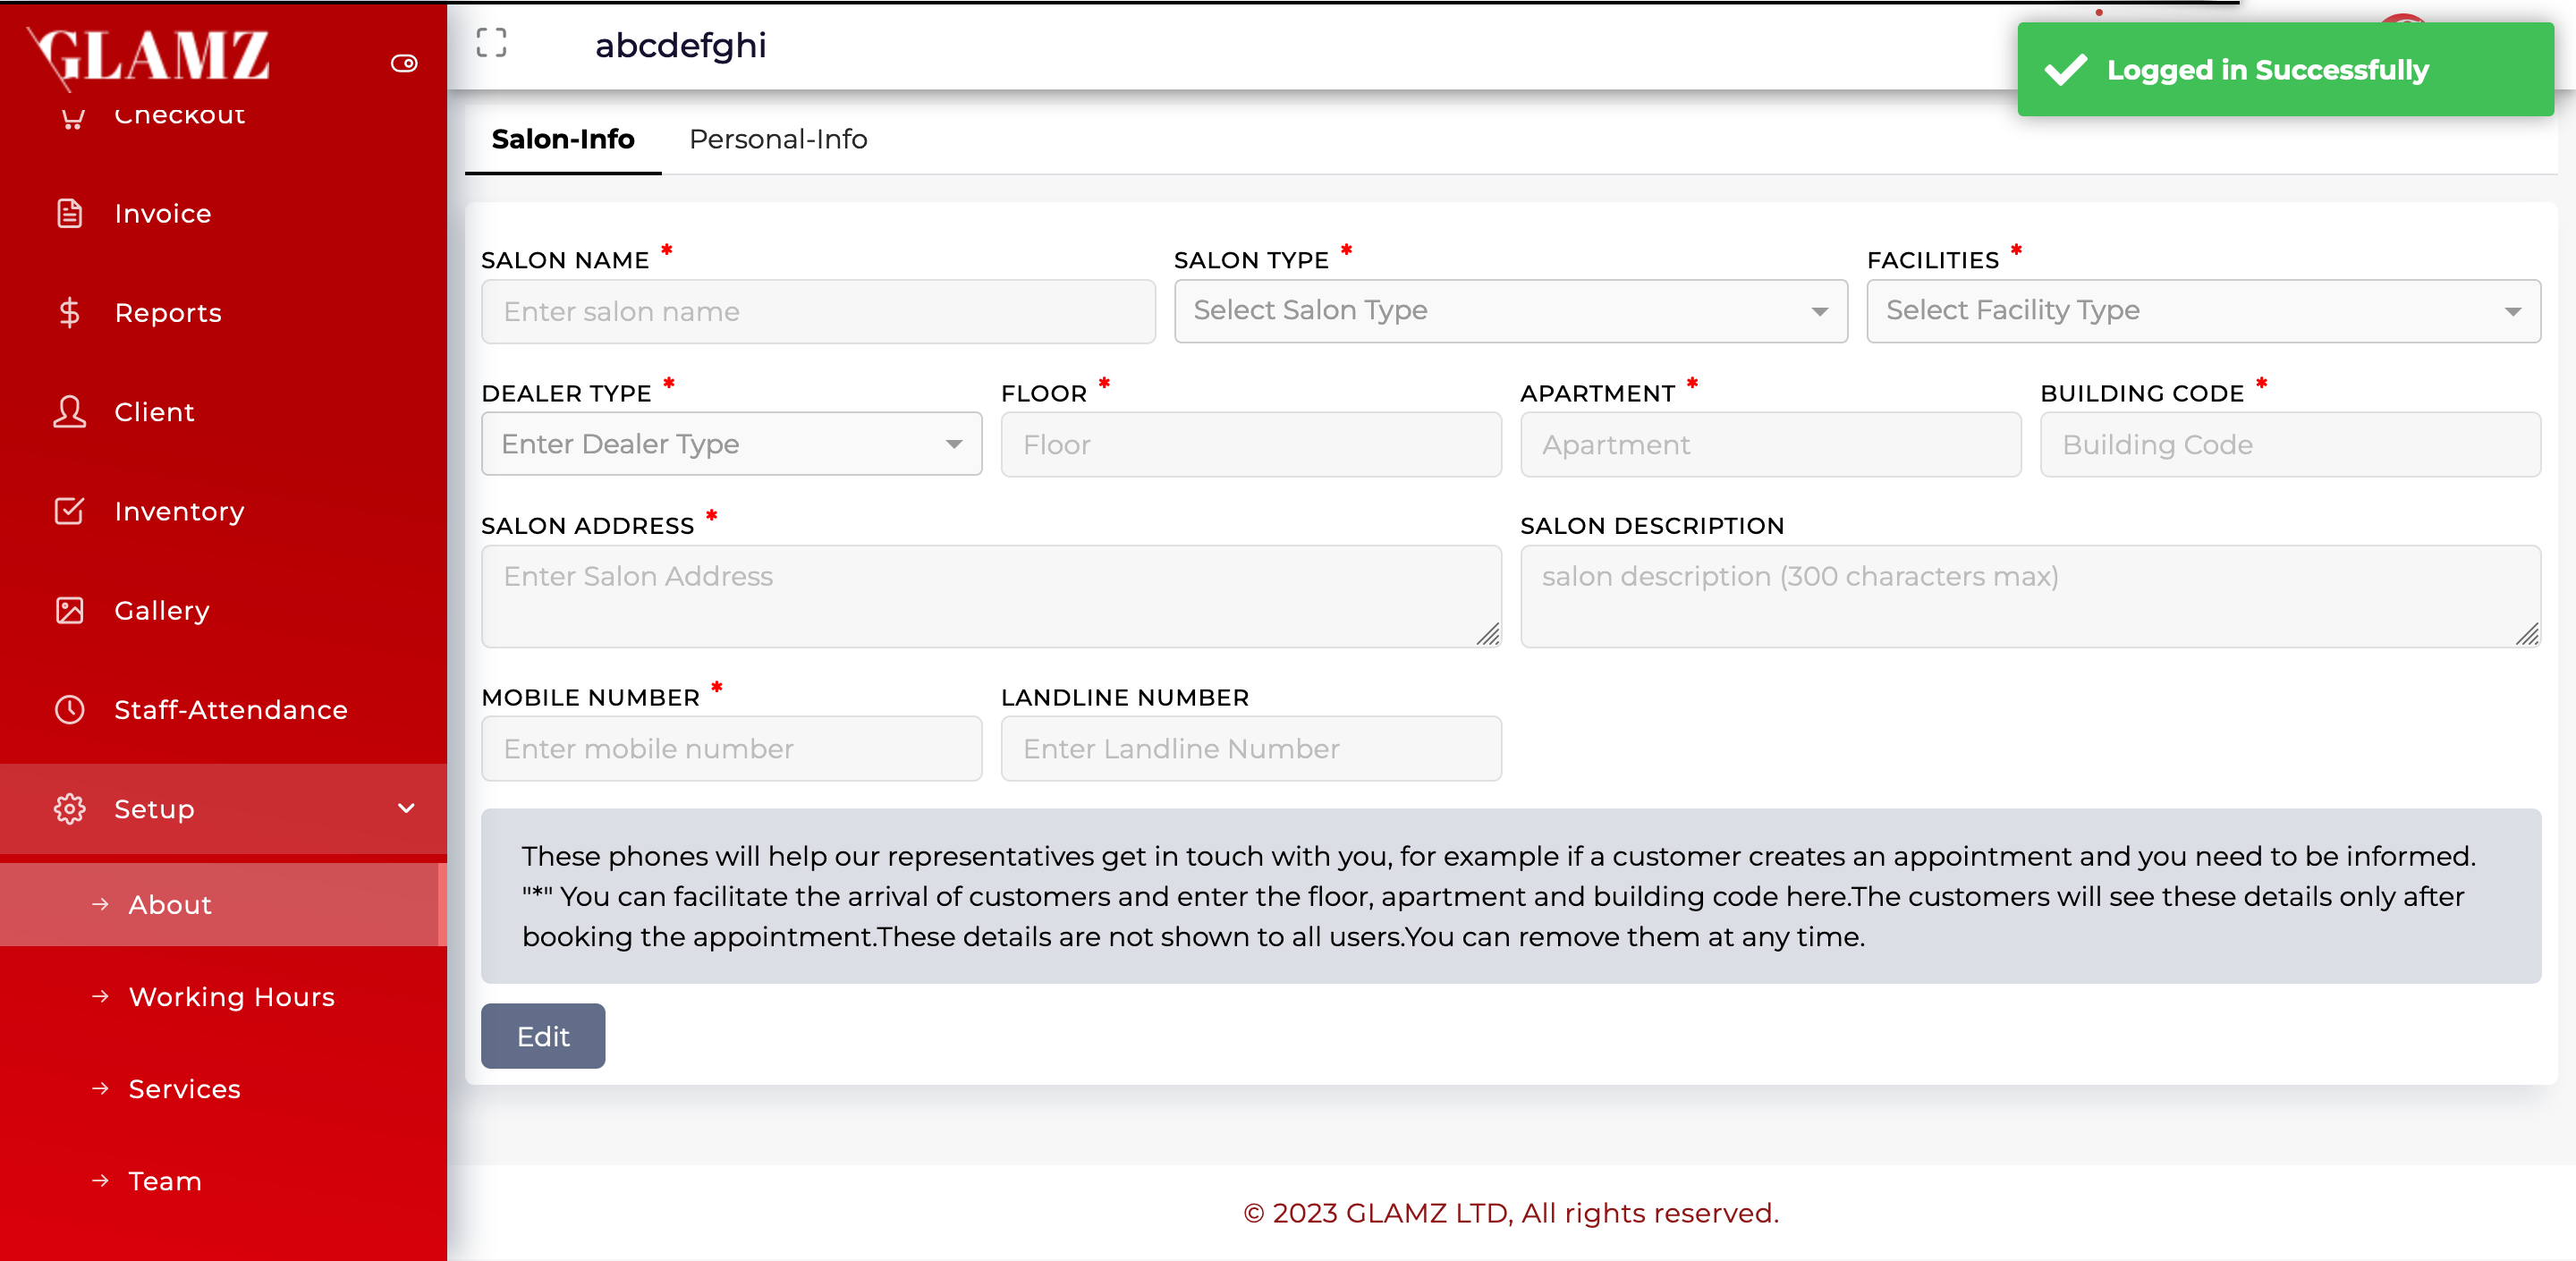 GLAMZ
abcdefghi
Logged in Successfully
Checkout
Invoice
Reports
Client
Inventory
Gallery
Staff-Attendance
Setup
About
Working Hours
Services
Team
Salon-Info
Personal-Info
SALON NAME *
SALON TYPE *
FACILITIES *
Enter salon name
Select Salon Type
Select Facility Type
DEALER TYPE *
FLOOR *
APARTMENT *
BUILDING CODE *
Enter Dealer Type
Floor
Apartment
Building Code
SALON ADDRESS *
SALON DESCRIPTION
Enter Salon Address
salon description (300 characters max)
MOBILE NUMBER *
LANDLINE NUMBER
Enter mobile number
Enter Landline Number
These phones will help our representatives get in touch with you, for example if a customer creates an appointment and you need to be informed.
"*" You can facilitate the arrival of customers and enter the floor, apartment and building code here.The customers will see these details only after
booking the appointment.These details are not shown to all users.You can remove them at any time.
Edit
© 2023 GLAMZ LTD, All rights reserved.